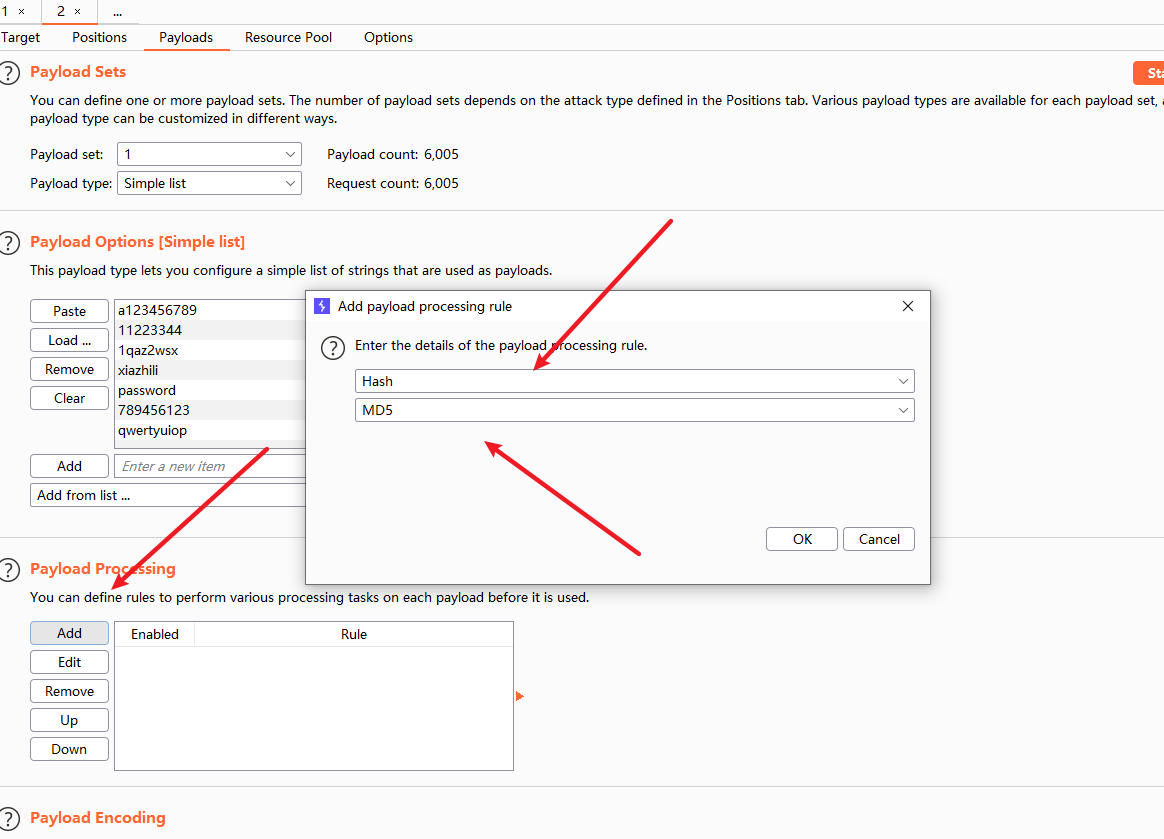 1 ×
2 ×
...
Target
Positions
Payloads
Resource Pool
Options
? Payload Sets
You can define one or more payload sets. The number of payload sets depends on the attack type defined in the Positions tab. Various payload types are available for each payload set,
payload type can be customized in different ways.
Payload set: 1
Payload count: 6,005
Payload type: Simple list
Request count: 6,005
? Payload Options [Simple list]
This payload type lets you configure a simple list of strings that are used as payloads.
Paste
Load ...
Remove
Clear
a123456789
11223344
1qaz2wsx
xiazhili
password
789456123
qwertyuiop
Add
Enter a new item
Add from list ...
Add payload processing rule
? Enter the details of the payload processing rule.
Hash
MD5
OK
Cancel
? Payload Processing
You can define rules to perform various processing tasks on each payload before it is used.
Add
Edit
Remove
Up
Down
Enabled
Rule
? Payload Encoding